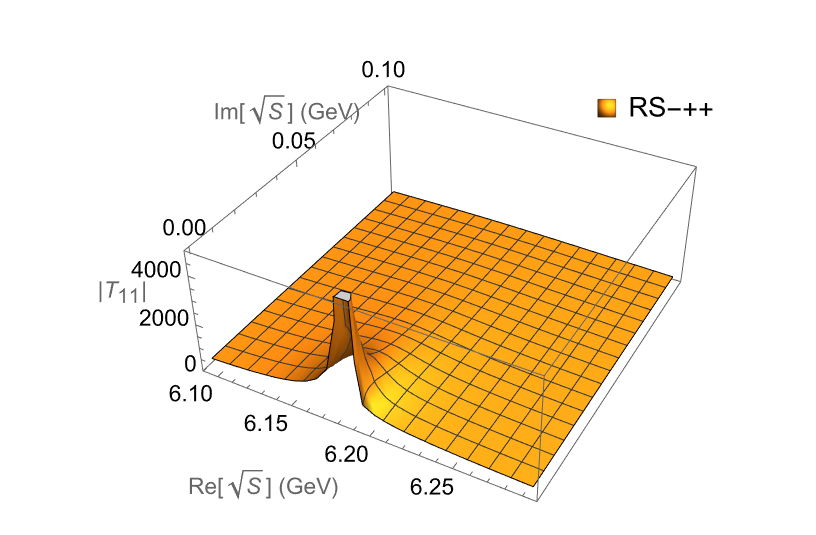 0.10
Im[√S] (GeV)
RS−++
0.05
0.00
4000
|T₁₁|
2000
0
6.10
6.15
6.20
6.25
Re[√S] (GeV)